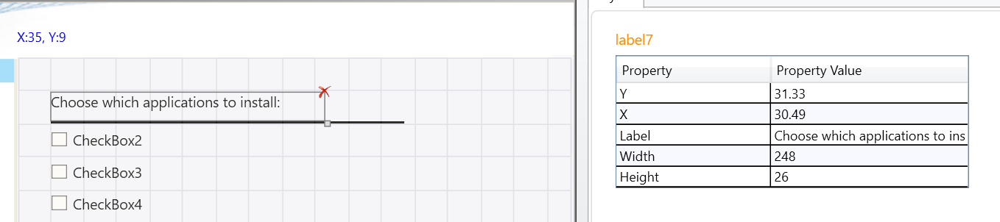 X:35, Y:9
Choose which applications to install:
CheckBox2
CheckBox3
CheckBox4
label7
Property Property Value
Y 31.33
X 30.49
Label Choose which applications to ins
Width 248
Height 26